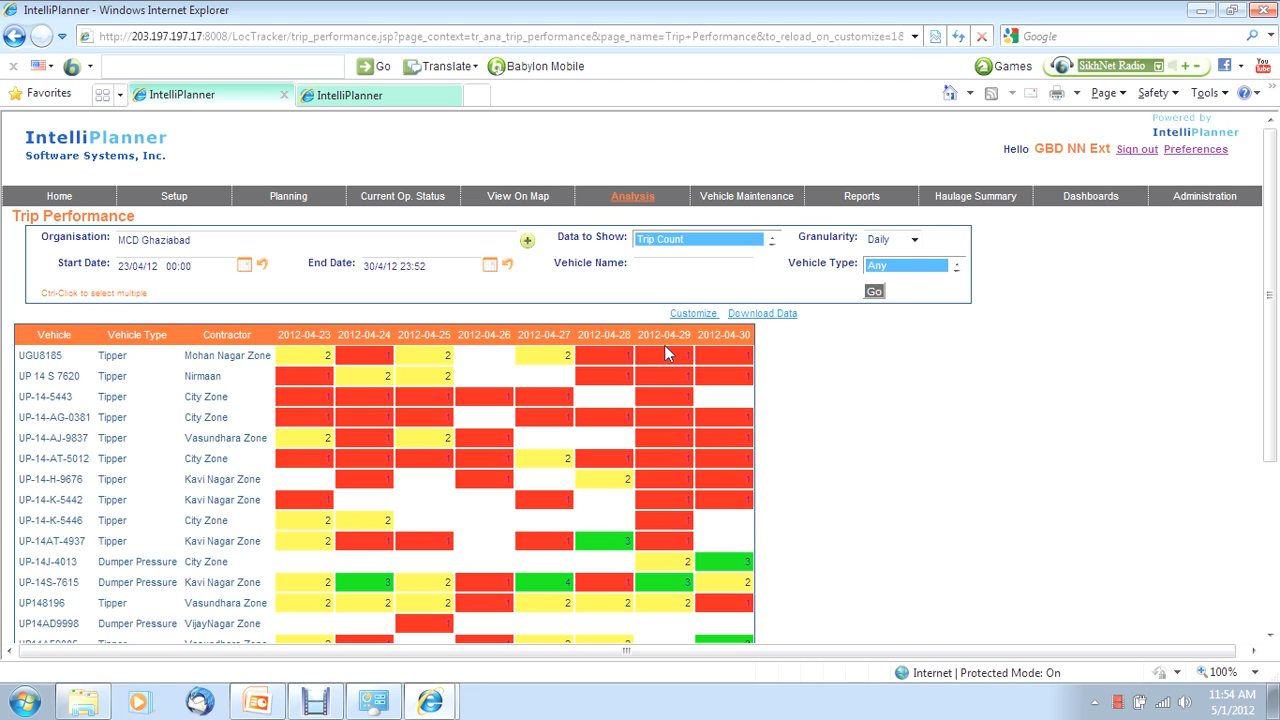 IntelliPlanner - Windows Internet Explorer
http://203.197.197.17:8008/LocTracker/trip_performance.jsp?page_context=tr_ana_trip_performance&page_name=Trip+Performance&to_reload_on_customize=18
Google
Go Translate Babylon Mobile Games SikhNet Radio You Tube
Favorites IntelliPlanner IntelliPlanner Page Safety Tools
Powered by
IntelliPlanner
IntelliPlanner
Software Systems, Inc.
Hello GBD NN Ext Sign out Preferences
Home Setup Planning Current Op. Status View On Map Analysis Vehicle Maintenance Reports Haulage Summary Dashboards Administration
Trip Performance
Organisation: MCD Ghaziabad Data to Show: Trip Count Granularity: Daily
Start Date: 23/04/12 00:00 End Date: 30/4/12 23:52 Vehicle Name: Vehicle Type: Any
Ctrl-Click to select multiple Go
Customize Download Data
Vehicle Vehicle Type Contractor 2012-04-23 2012-04-24 2012-04-25 2012-04-26 2012-04-27 2012-04-28 2012-04-29 2012-04-30
UGU8185 Tipper Mohan Nagar Zone 2 1 2 2 1 1 1
UP 14 S 7620 Tipper Nirmaan 1 2 2 1 1 1
UP-14-5443 Tipper City Zone 1 1 1 1 1 1
UP-14-AG-0381 Tipper City Zone 1 1 1 1 1 1 1
UP-14-AJ-9837 Tipper Vasundhara Zone 2 1 2 1 1 1
UP-14-AT-5012 Tipper City Zone 1 1 1 1 2 1 1 1
UP-14-H-9676 Tipper Kavi Nagar Zone 1 1 2 1 1
UP-14-K-5442 Tipper Kavi Nagar Zone 1 1 1 1
UP-14-K-5446 Tipper City Zone 2 2 1
UP-14AT-4937 Tipper Kavi Nagar Zone 2 1 1 1 3 1
UP-14J-4013 Dumper Pressure City Zone 2 3
UP-14S-7615 Dumper Pressure Kavi Nagar Zone 2 3 2 1 4 1 3 2
UP148196 Tipper Vasundhara Zone 2 2 2 1 2 2 2 1
UP14AD9998 Dumper Pressure VijayNagar Zone 1
Internet | Protected Mode: On 100%
11:54 AM
5/1/2012